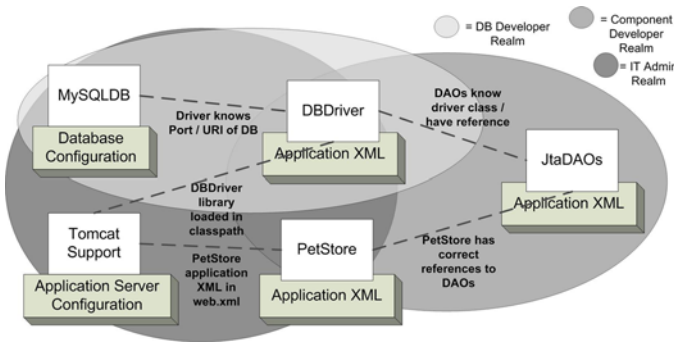 = DB Developer
Realm
= Component
Developer
Realm
= IT Admin
Realm
MySQLDB
Database
Configuration
Driver knows
Port / URI of DB
DBDriver
Application XML
DAOs know
driver class /
have reference
JtaDAOs
Application XML
DBDriver
library
loaded in
classpath
Tomcat
Support
Application Server
Configuration
PetStore
application
XML in
web.xml
PetStore
Application XML
PetStore has
correct
references to
DAOs